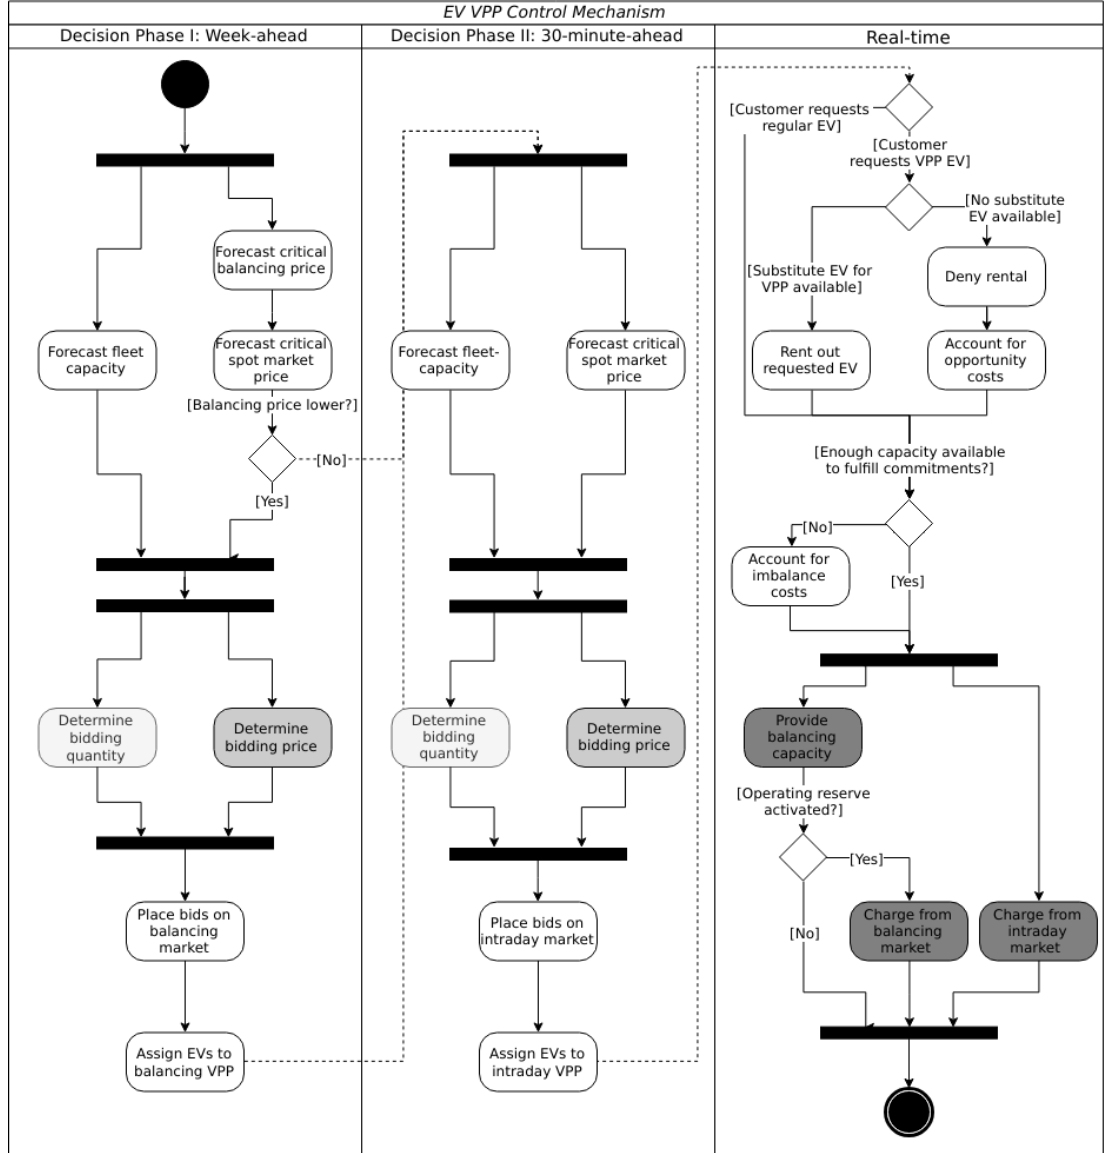 EV VPP Control Mechanism
Decision Phase I: Week-ahead
Decision Phase II: 30-minute-ahead
Real-time
Forecast critical
balancing price
Forecast fleet
capacity
Forecast critical
spot market
price
[Balancing price lower?]
[No]
[Yes]
Determine
bidding
quantity
Determine
bidding price
Place bids on
balancing
market
Assign EVs to
balancing VPP
Forecast fleet-
capacity
Forecast critical
spot market
price
Determine
bidding
quantity
Determine
bidding price
Place bids on
intraday market
Assign EVs to
intraday VPP
[Customer requests
regular EV]
[Customer
requests VPP EV]
[No substitute
EV available]
[Substitute EV for
VPP available]
Deny rental
Rent out
requested EV
Account for
opportunity
costs
[Enough capacity available
to fulfill commitments?]
[No]
Account for
imbalance
costs
[Yes]
Provide
balancing
capacity
[Operating reserve
activated?]
[Yes]
[No]
Charge from
balancing
market
Charge from
intraday
market